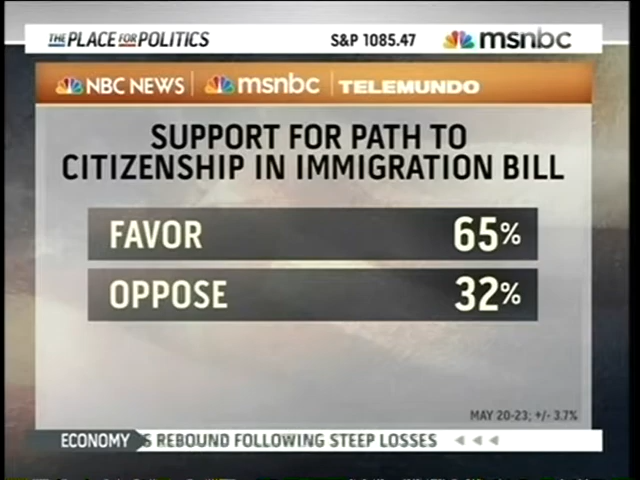 THE PLACE FOR POLITICS
S&P 1085.47
msnbc
NBC NEWS
msnbc
TELEMUNDO
SUPPORT FOR PATH TO
CITIZENSHIP IN IMMIGRATION BILL
FAVOR 65%
OPPOSE 32%
MAY 20-23; +/- 3.7%
ECONOMY
S REBOUND FOLLOWING STEEP LOSSES